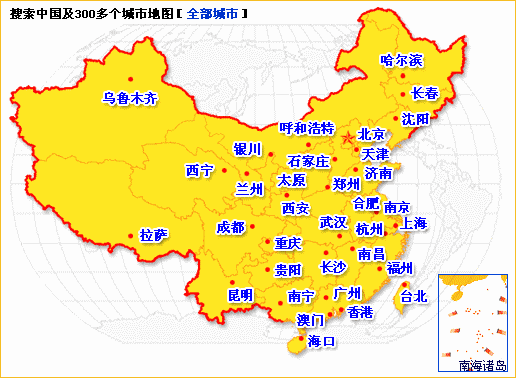 搜索中国及300多个城市地图【全部城市】
哈尔滨
乌鲁木齐
长春
沈阳
呼和浩特
北京
银川
天津
石家庄
西宁
济南
兰州
太原
郑州
合肥
南京
西安
上海
成都
武汉
杭州
拉萨
重庆
南昌
长沙
福州
贵阳
昆明
南宁
广州
台北
澳门
香港
海口
南海诸岛